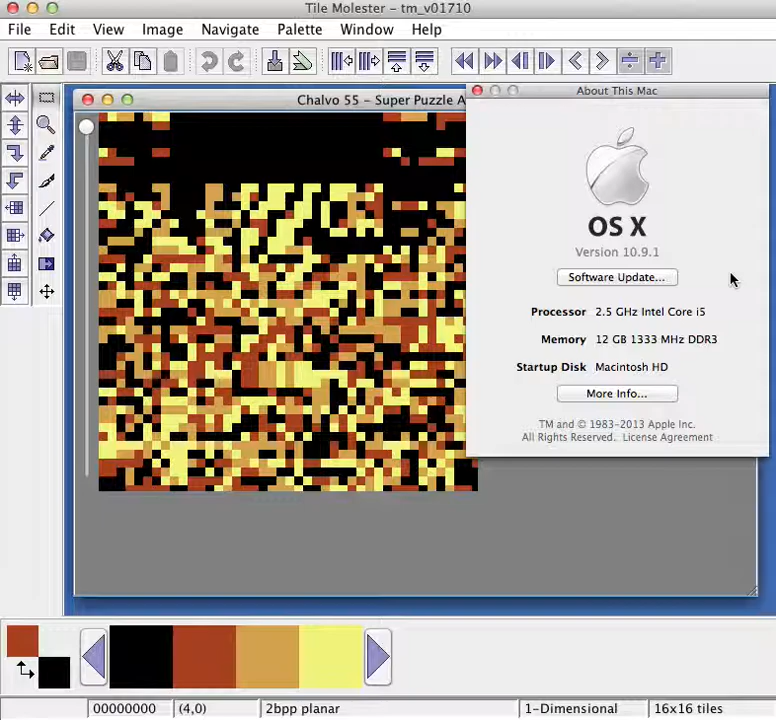 Tile Molester - tm_v01710
File Edit View Image Navigate Palette Window Help
Chalvo 55 - Super Puzzle A
About This Mac
OS X
Version 10.9.1
Software Update...
Processor 2.5 GHz Intel Core i5
Memory 12 GB 1333 MHz DDR3
Startup Disk Macintosh HD
More Info...
TM and © 1983-2013 Apple Inc.
All Rights Reserved. License Agreement
00000000 (4,0) 2bpp planar 1-Dimensional 16x16 tiles